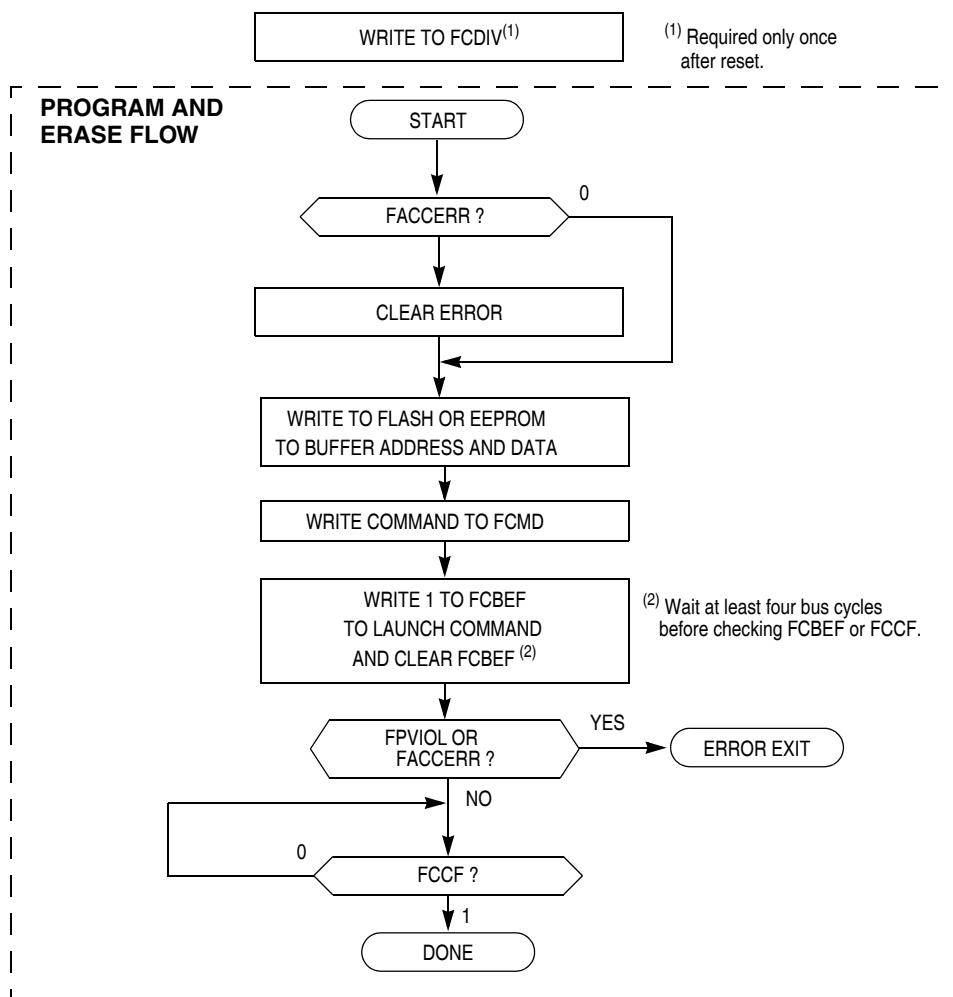 WRITE TO FCDIV(1)
(1) Required only once
after reset.
PROGRAM AND
ERASE FLOW
START
FACCERR ?
0
CLEAR ERROR
WRITE TO FLASH OR EEPROM
TO BUFFER ADDRESS AND DATA
WRITE COMMAND TO FCMD
WRITE 1 TO FCBEF
TO LAUNCH COMMAND
AND CLEAR FCBEF (2)
(2) Wait at least four bus cycles
before checking FCBEF or FCCF.
FPVIOL OR
FACCERR ?
YES
ERROR EXIT
NO
0
FCCF ?
1
DONE